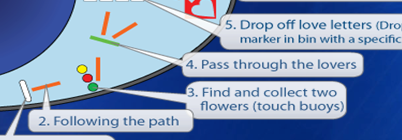 5. Drop off love letters (Drop
marker in bin with a specific
4. Pass through the lovers
3. Find and collect two
flowers (touch buoys)
2. Following the path